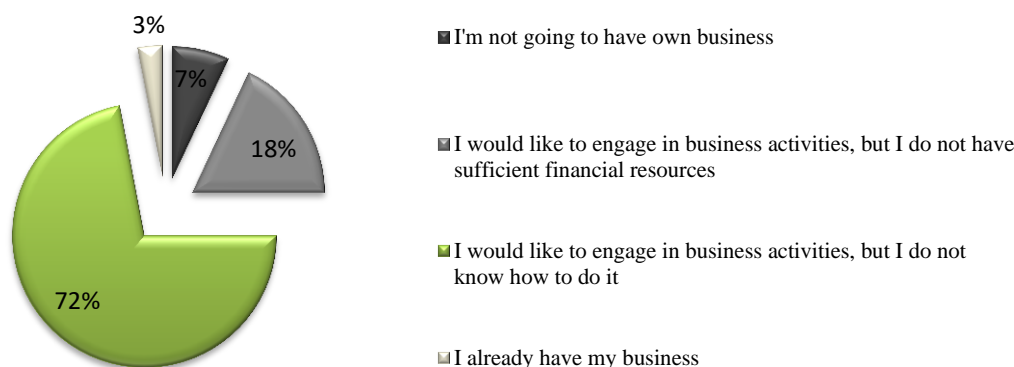 3%
7%
18%
72%
I'm not going to have own business
I would like to engage in business activities, but I do not have
sufficient financial resources
I would like to engage in business activities, but I do not
know how to do it
I already have my business